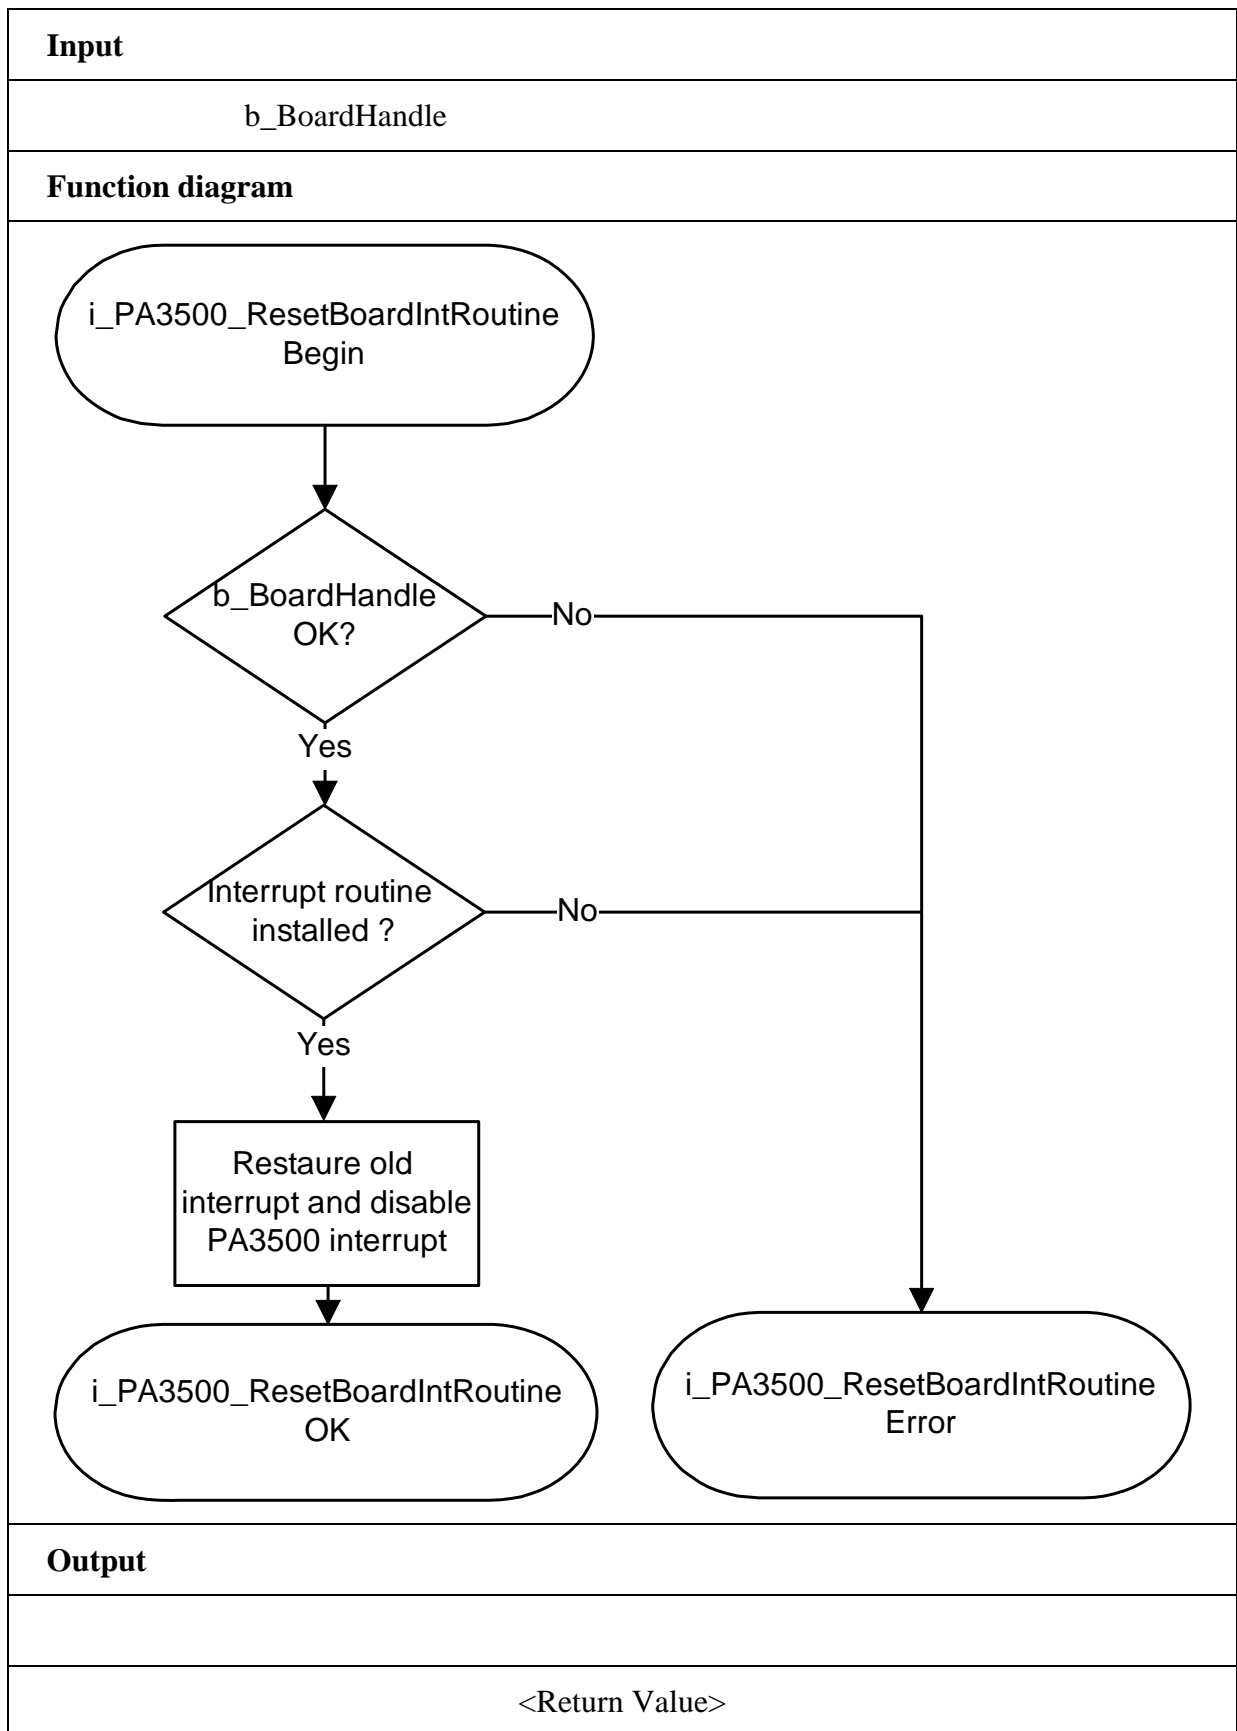 Input
b_BoardHandle
Function diagram
i_PA3500_ResetBoardIntRoutine
Begin
b_BoardHandle
OK?
No
Yes
Interrupt routine
installed ?
No
Yes
Restaure old
interrupt and disable
PA3500 interrupt
i_PA3500_ResetBoardIntRoutine
OK
i_PA3500_ResetBoardIntRoutine
Error
Output
<Return Value>